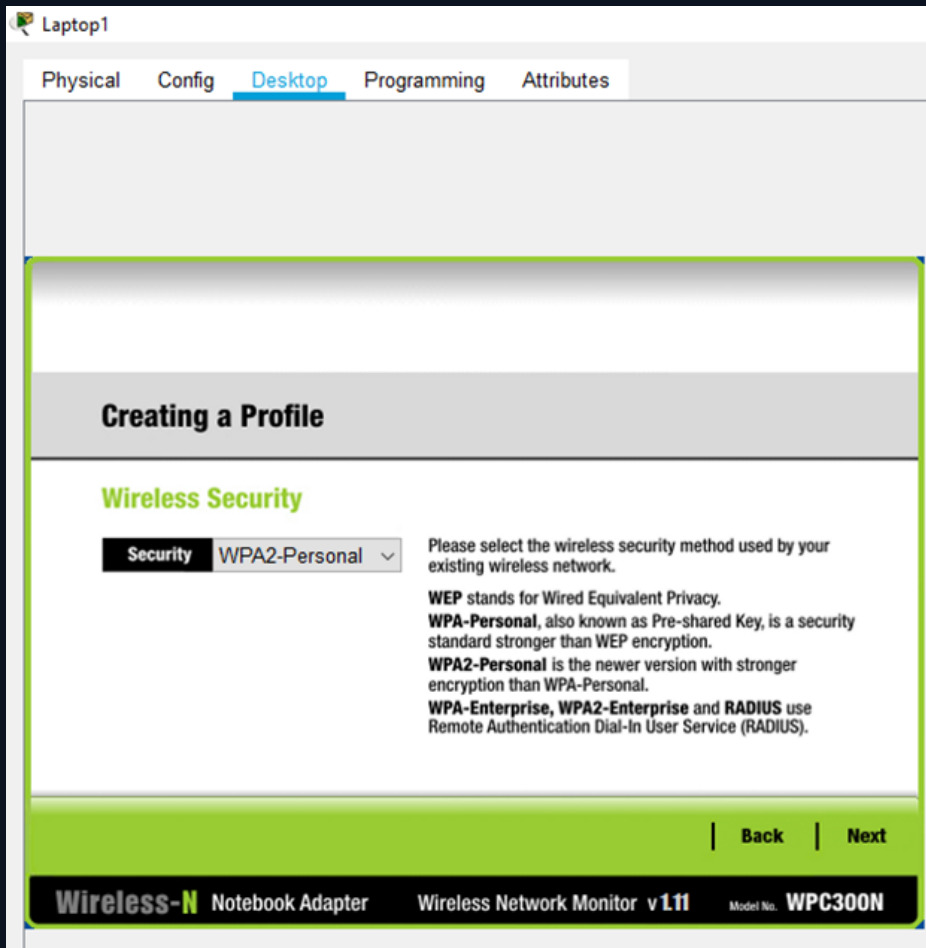 Laptop1
Physical Config Desktop Programming Attributes
Creating a Profile
Wireless Security
Security WPA2-Personal
Please select the wireless security method used by your
existing wireless network.
WEP stands for Wired Equivalent Privacy.
WPA-Personal, also known as Pre-shared Key, is a security
standard stronger than WEP encryption.
WPA2-Personal is the newer version with stronger
encryption than WPA-Personal.
WPA-Enterprise, WPA2-Enterprise and RADIUS use
Remote Authentication Dial-In User Service (RADIUS).
Back Next
Wireless-N Notebook Adapter Wireless Network Monitor v1.11 Model No. WPC300N